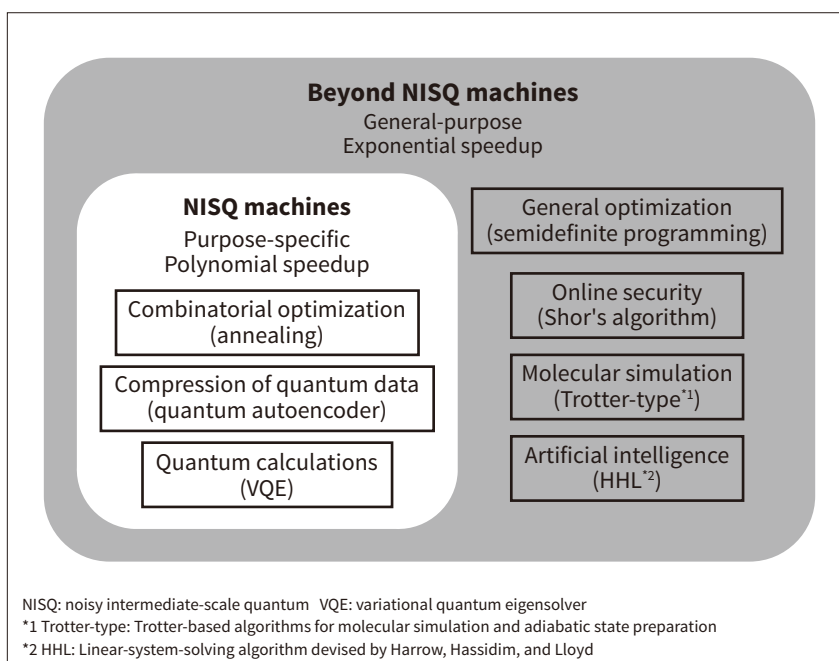 Beyond NISQ machines
General-purpose
Exponential speedup
NISQ machines
Purpose-specific
Polynomial speedup
Combinatorial optimization
(annealing)
Compression of quantum data
(quantum autoencoder)
Quantum calculations
(VQE)
General optimization
(semidefinite programming)
Online security
(Shor's algorithm)
Molecular simulation
(Trotter-type*1)
Artificial intelligence
(HHL*2)
NISQ: noisy intermediate-scale quantum VQE: variational quantum eigensolver
*1 Trotter-type: Trotter-based algorithms for molecular simulation and adiabatic state preparation
*2 HHL: Linear-system-solving algorithm devised by Harrow, Hassidim, and Lloyd